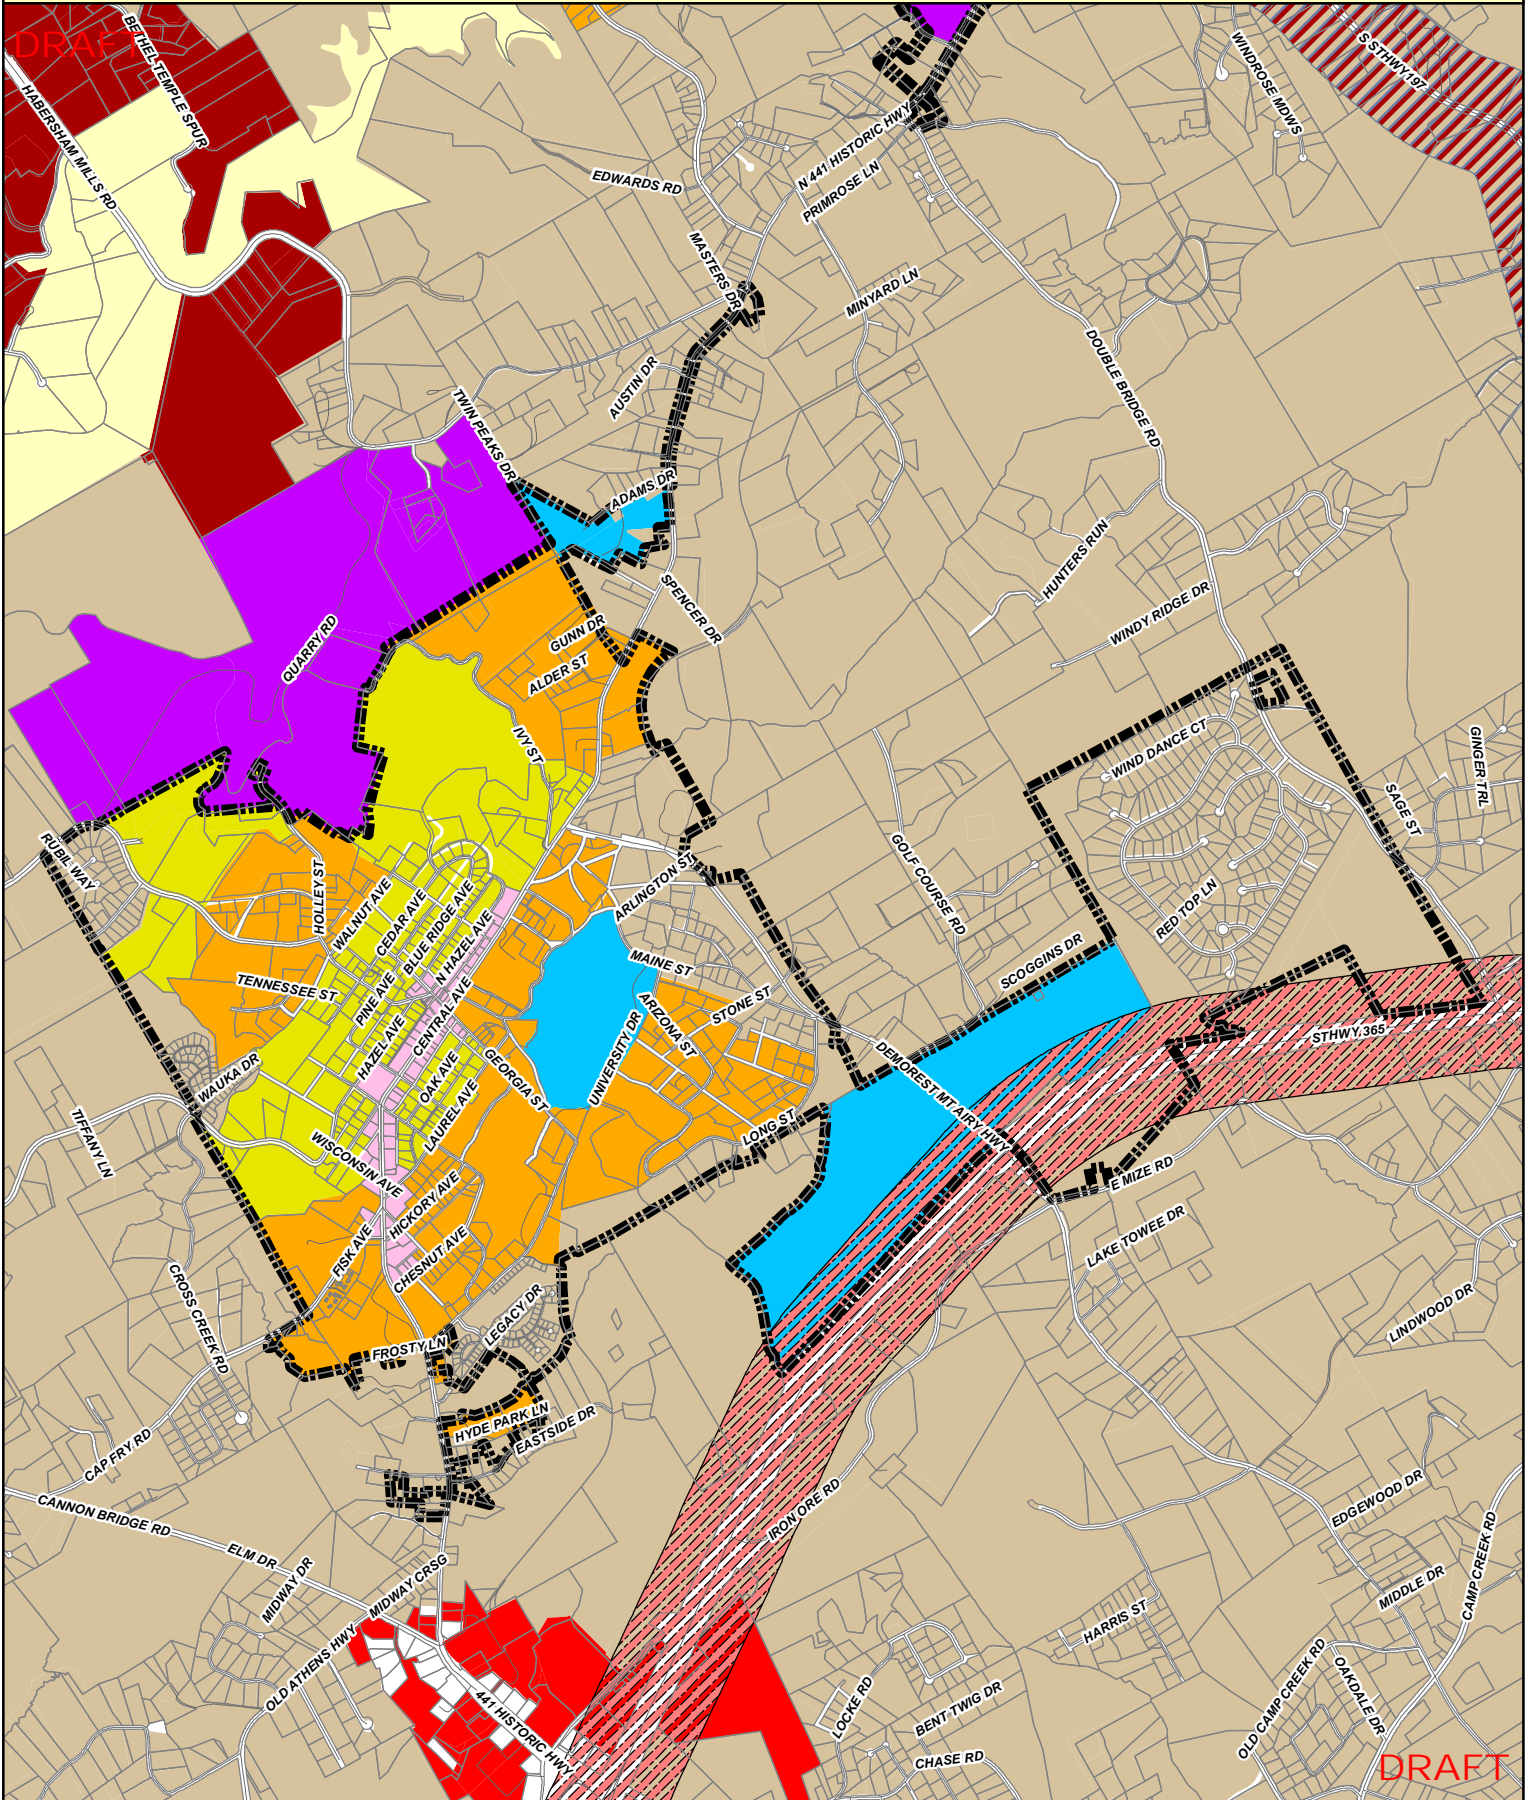 DRAFT
BETHEL TEMPLE SPUR
HABERSHAM MILLS RD
WINDROSE MDWS
S STHWY 197
N 441 HISTORIC HWY
PRIMROSE LN
EDWARDS RD
MASTERS DR
MINYARD LN
DOUBLE BRIDGE RD
AUSTIN DR
TWIN PEAKS DR
ADAMS DR
HUNTERS RUN
WINDY RIDGE DR
SPENCER DR
GUNN DR
ALDER ST
QUARRY RD
IVY ST
WIND DANCE CT
GINGER TRL
SAGE ST
RUBIL WAY
HOLLEY ST
WALNUT AVE
CEDAR AVE
BLUE RIDGE AVE
N HAZEL AVE
ARLINGTON ST
GOLF COURSE RD
RED TOP LN
SCOGGINS DR
MAINE ST
TENNESSEE ST
PINE AVE
CENTRAL AVE
HAZEL AVE
ARIZONA ST
STONE ST
UNIVERSITY DR
STHWY 365
DEMOREST MT AIRY HWY
GEORGIA ST
OAK AVE
LAUREL AVE
WAUKA DR
TIFFANY LN
WISCONSIN AVE
LONG ST
E MIZE RD
HICKORY AVE
LAKE TOWEE DR
FISK AVE
CHESNUT AVE
CROSS CREEK RD
LEGACY DR
LINDWOOD DR
FROSTY LN
HYDE PARK LN
EASTSIDE DR
CAP FRY RD
CANNON BRIDGE RD
IRON ORE RD
EDGEWOOD DR
CAMP CREEK RD
ELM DR
MIDWAY DR
MIDWAY CRSG
MIDDLE DR
HARRIS ST
OLD ATHENS HWY
441 HISTORIC HWY
LOCKE RD
BENT TWIG DR
OLD CAMP CREEK RD
OAKDALE DR
CHASE RD
DRAFT